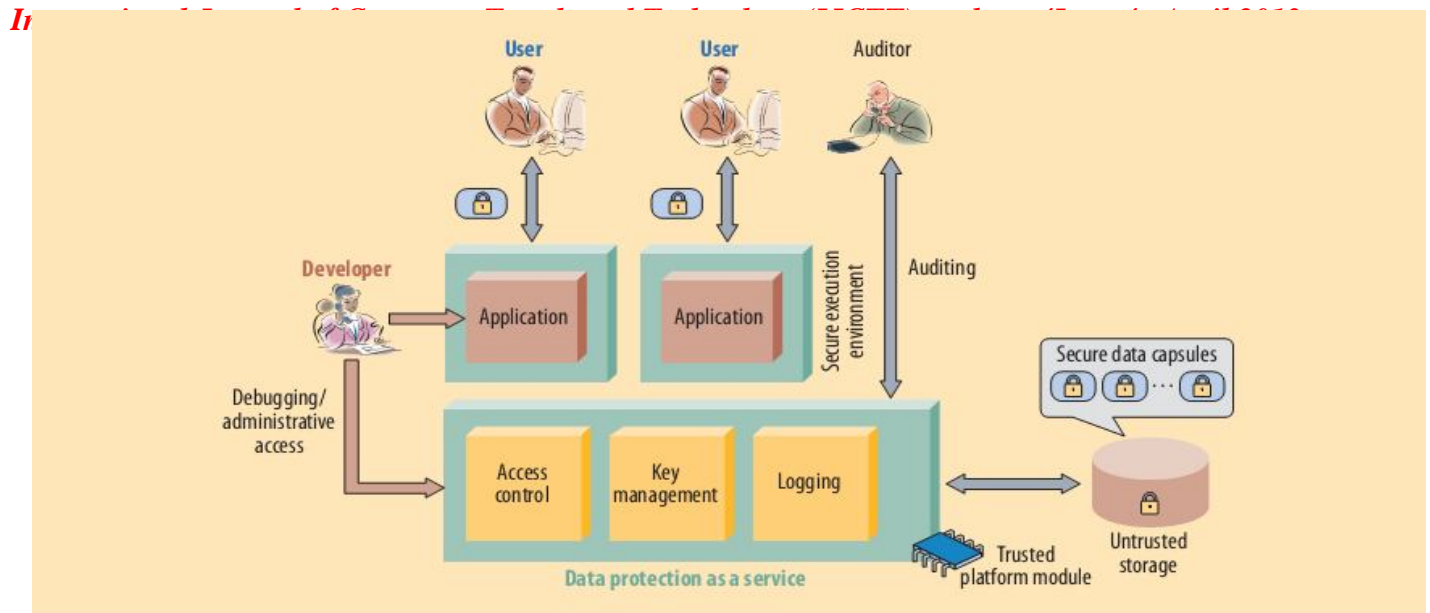 User
User
Auditor
Developer
Application
Application
Secure execution
environment
Auditing
Secure data capsules
Debugging/
administrative
access
Access
control
Key
management
Logging
Trusted
platform module
Untrusted
storage
Data protection as a service